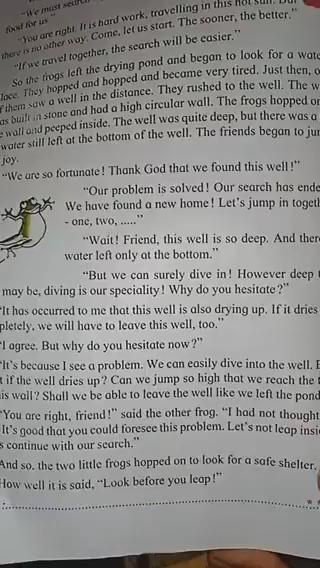 "We must search
food for us."
"You are right. It is hard work, travelling in this hot sun. But
there is no other way. Come, let us start. The sooner, the better."
"If we travel together, the search will be easier."
So the frogs left the drying pond and began to look for a wate
lace. They hopped and hopped and became very tired. Just then, o
f them saw a well in the distance. They rushed to the well. The w
as built in stone and had a high circular wall. The frogs hopped on
e wall and peeped inside. The well was quite deep, but there was a
water still left at the bottom of the well. The friends began to jum
joy.
"We are so fortunate! Thank God that we found this well!"
"Our problem is solved! Our search has ende
We have found a new home! Let's jump in togeth
- one, two, ....."
"Wait! Friend, this well is so deep. And ther
water left only at the bottom."
"But we can surely dive in! However deep t
may be, diving is our speciality! Why do you hesitate?"
"It has occurred to me that this well is also drying up. If it dries
pletely, we will have to leave this well, too."
"I agree. But why do you hesitate now?"
"It's because I see a problem. We can easily dive into the well. B
t if the well dries up? Can we jump so high that we reach the t
is wall? Shall we be able to leave the well like we left the pond
"You are right, friend!" said the other frog. "I had not thought
It's good that you could foresee this problem. Let's not leap insi
s continue with our search."
And so, the two little frogs hopped on to look for a safe shelter.
How well it is said, "Look before you leap!"